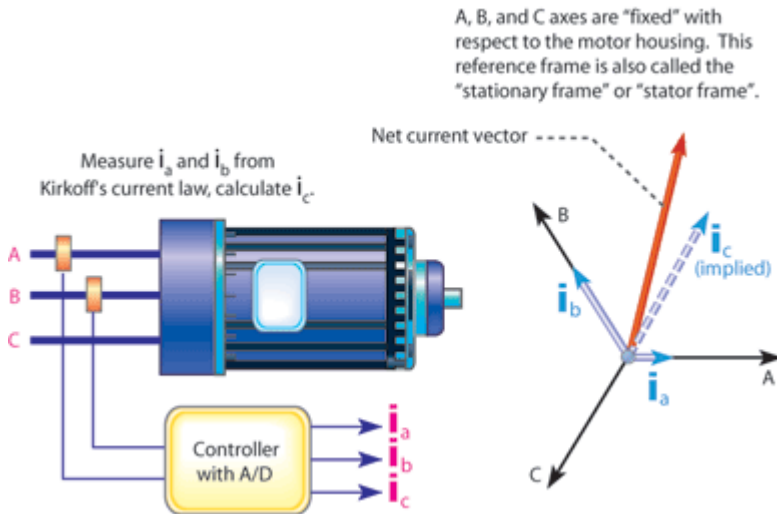 A, B, and C axes are “fixed” with
respect to the motor housing. This
reference frame is also called the
“stationary frame” or “stator frame”.
Net current vector
Measure ia and ib from
Kirkoff's current law, calculate ic.
A
B
C
Controller
with A/D
ia
ib
ic
B
ic
(implied)
ib
A
ia
C